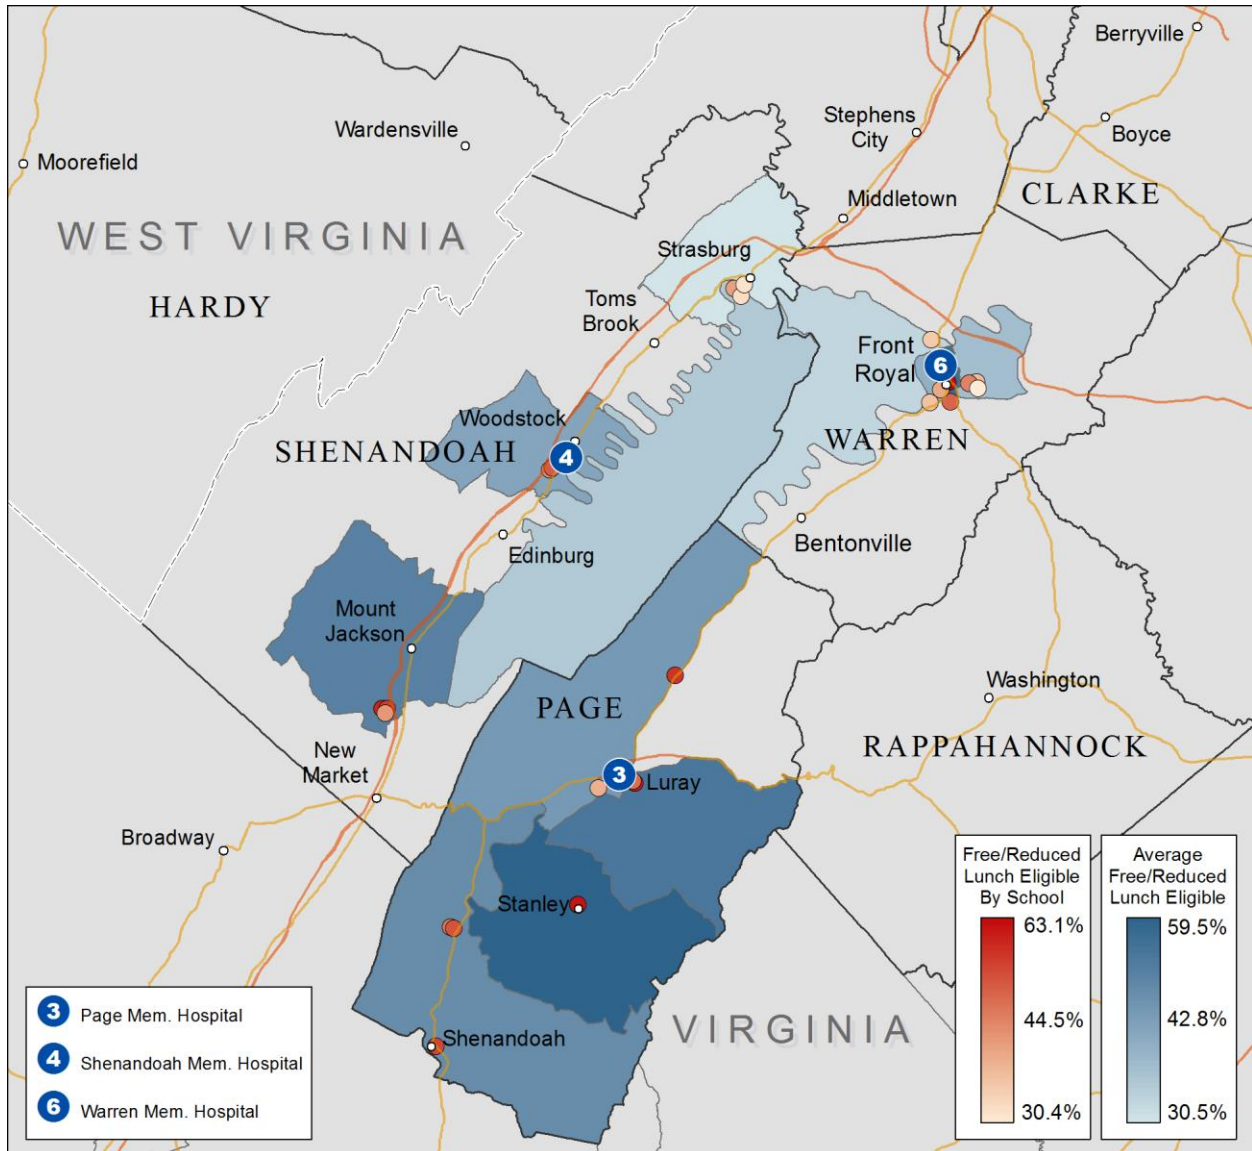 Berryville
Stephens
City
Boyce
Wardensville
Moorefield
CLARKE
Middletown
WEST VIRGINIA
Strasburg
HARDY
Toms
Brook
Front
Royal
6
Woodstock
WARREN
SHENANDOAH
4
Bentonville
Edinburg
Mount
Jackson
Washington
PAGE
RAPPAHANNOCK
New
Market
3
Luray
Broadway
Stanley
VIRGINIA
Shenandoah
3 Page Mem. Hospital
4 Shenandoah Mem. Hospital
6 Warren Mem. Hospital
Free/Reduced
Lunch Eligible
By School
63.1%
44.5%
30.4%
Average
Free/Reduced
Lunch Eligible
59.5%
42.8%
30.5%